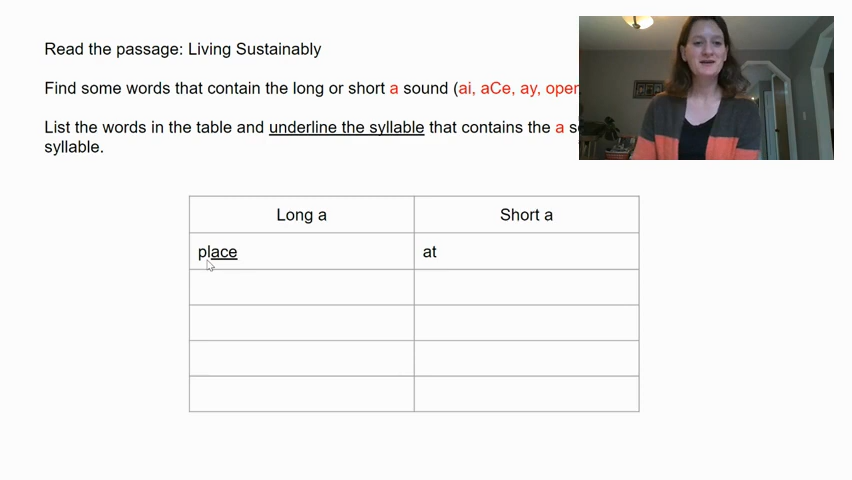 Read the passage: Living Sustainably
Find some words that contain the long or short a sound (ai, aCe, ay, open
List the words in the table and underline the syllable that contains the a s
syllable.
Long a
Short a
place
at